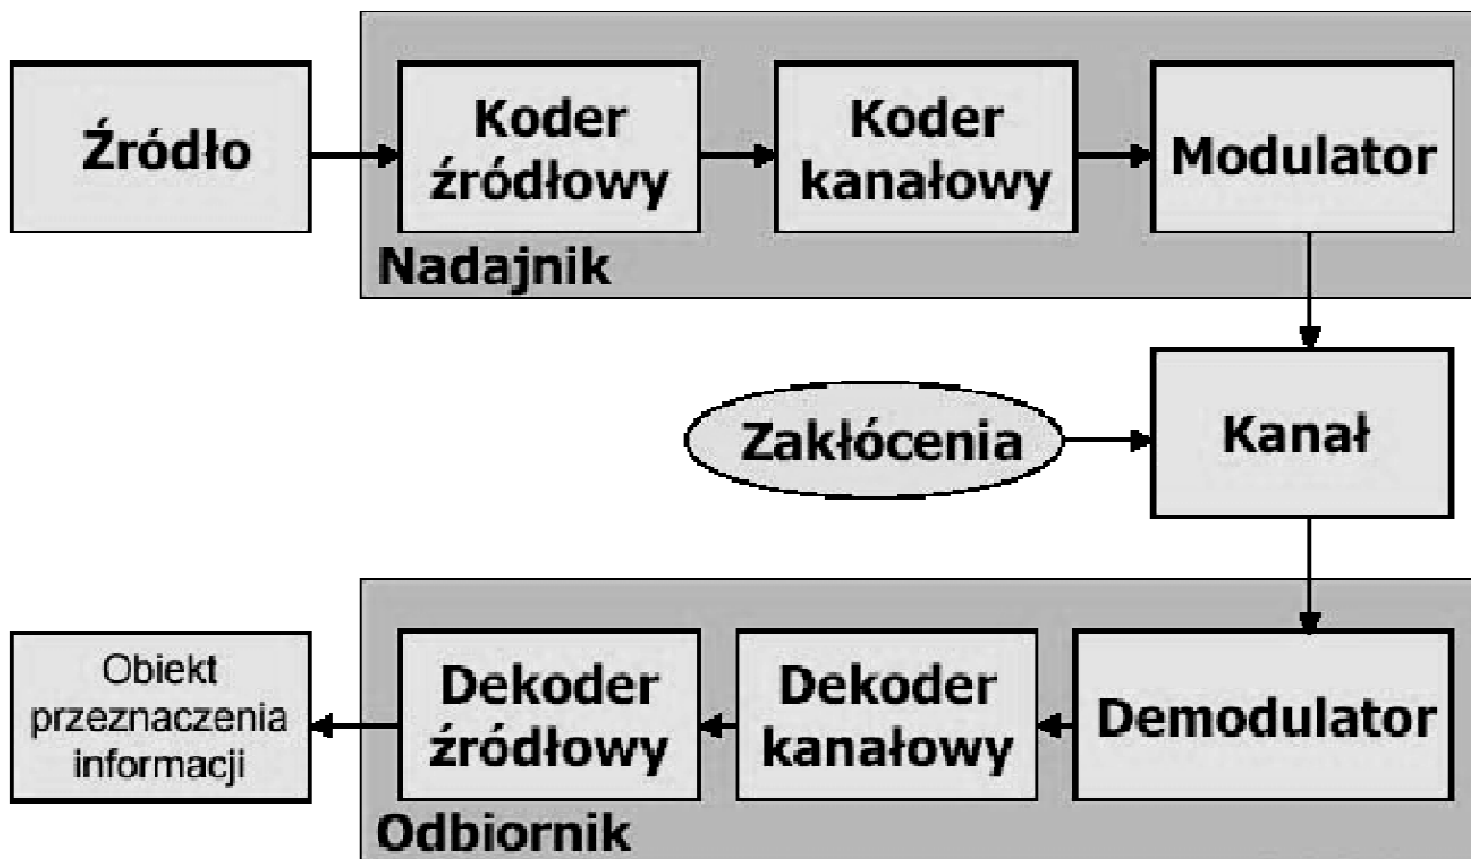 Źródło
Koder
źródłowy
Koder
kanałowy
Modulator
Nadajnik
Zakłócenia
Kanał
Obiekt
przeznaczenia
informacji
Dekoder
źródłowy
Dekoder
kanałowy
Demodulator
Odbiornik